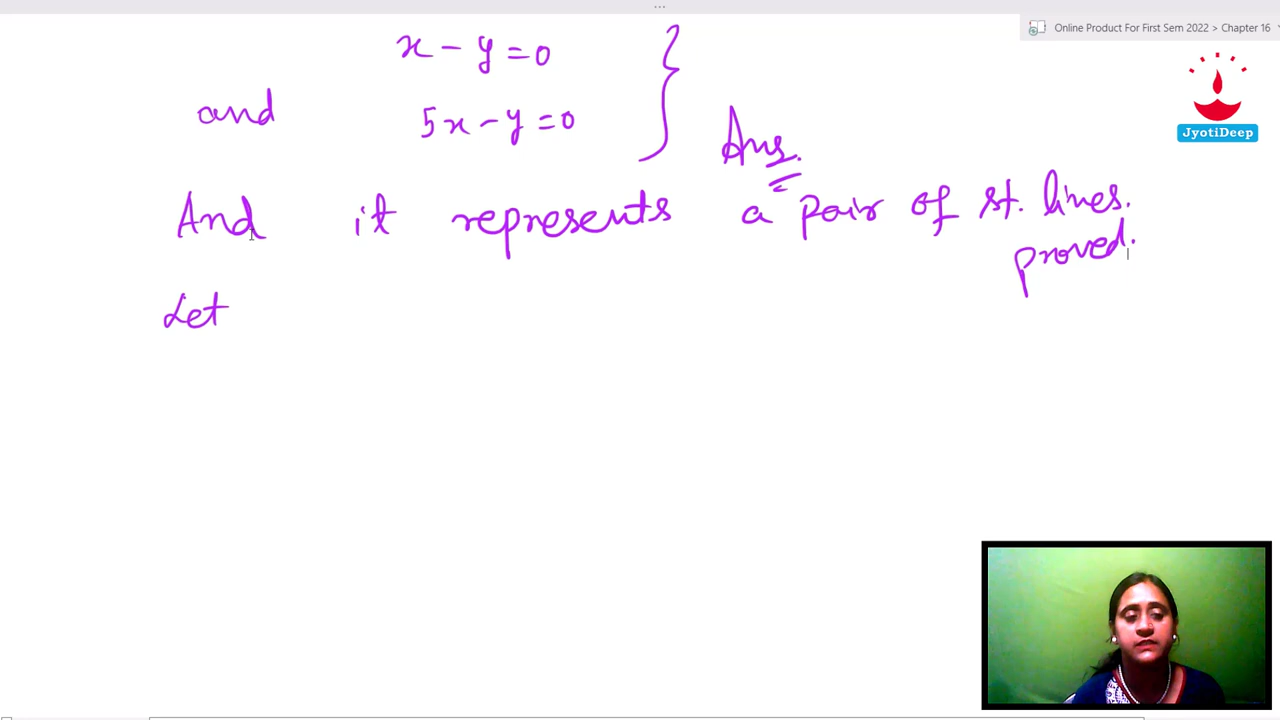 ...
Online Product For First Sem 2022 > Chapter 16
x - y = 0
and 5x - y = 0
Ans.
JyotiDeep
And it represents a pair of st. lines.
proved.
Let